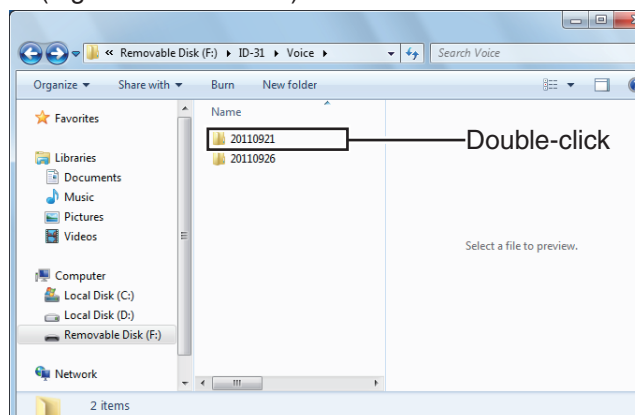 « Removable Disk (F:) ▸ ID-31 ▸ Voice ▸
Search Voice
Organize ▼ Share with ▼ Burn New folder
Favorites
Libraries
Documents
Music
Pictures
Videos
Computer
Local Disk (C:)
Local Disk (D:)
Removable Disk (F:)
Network
Name
20110921
20110926
Double-click
Select a file to preview.
2 items